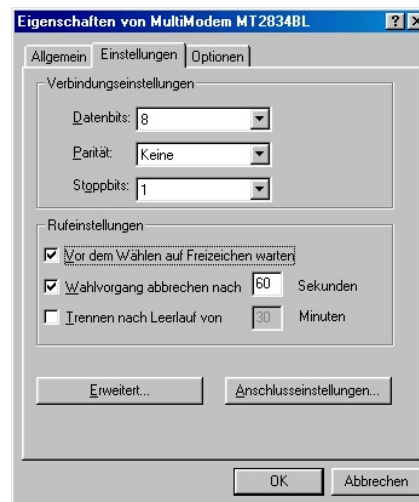 Eigenschaften von MultiModem MT2834BL
Allgemein Einstellungen Optionen
Verbindungseinstellungen
Datenbits: 8
Parität: Keine
Stoppbits: 1
Rufeinstellungen
Vor dem Wählen auf Freizeichen warten
Wahlvorgang abbrechen nach 60 Sekunden
Trennen nach Leerlauf von 30 Minuten
Erweitert... Anschlusseinstellungen...
OK Abbrechen